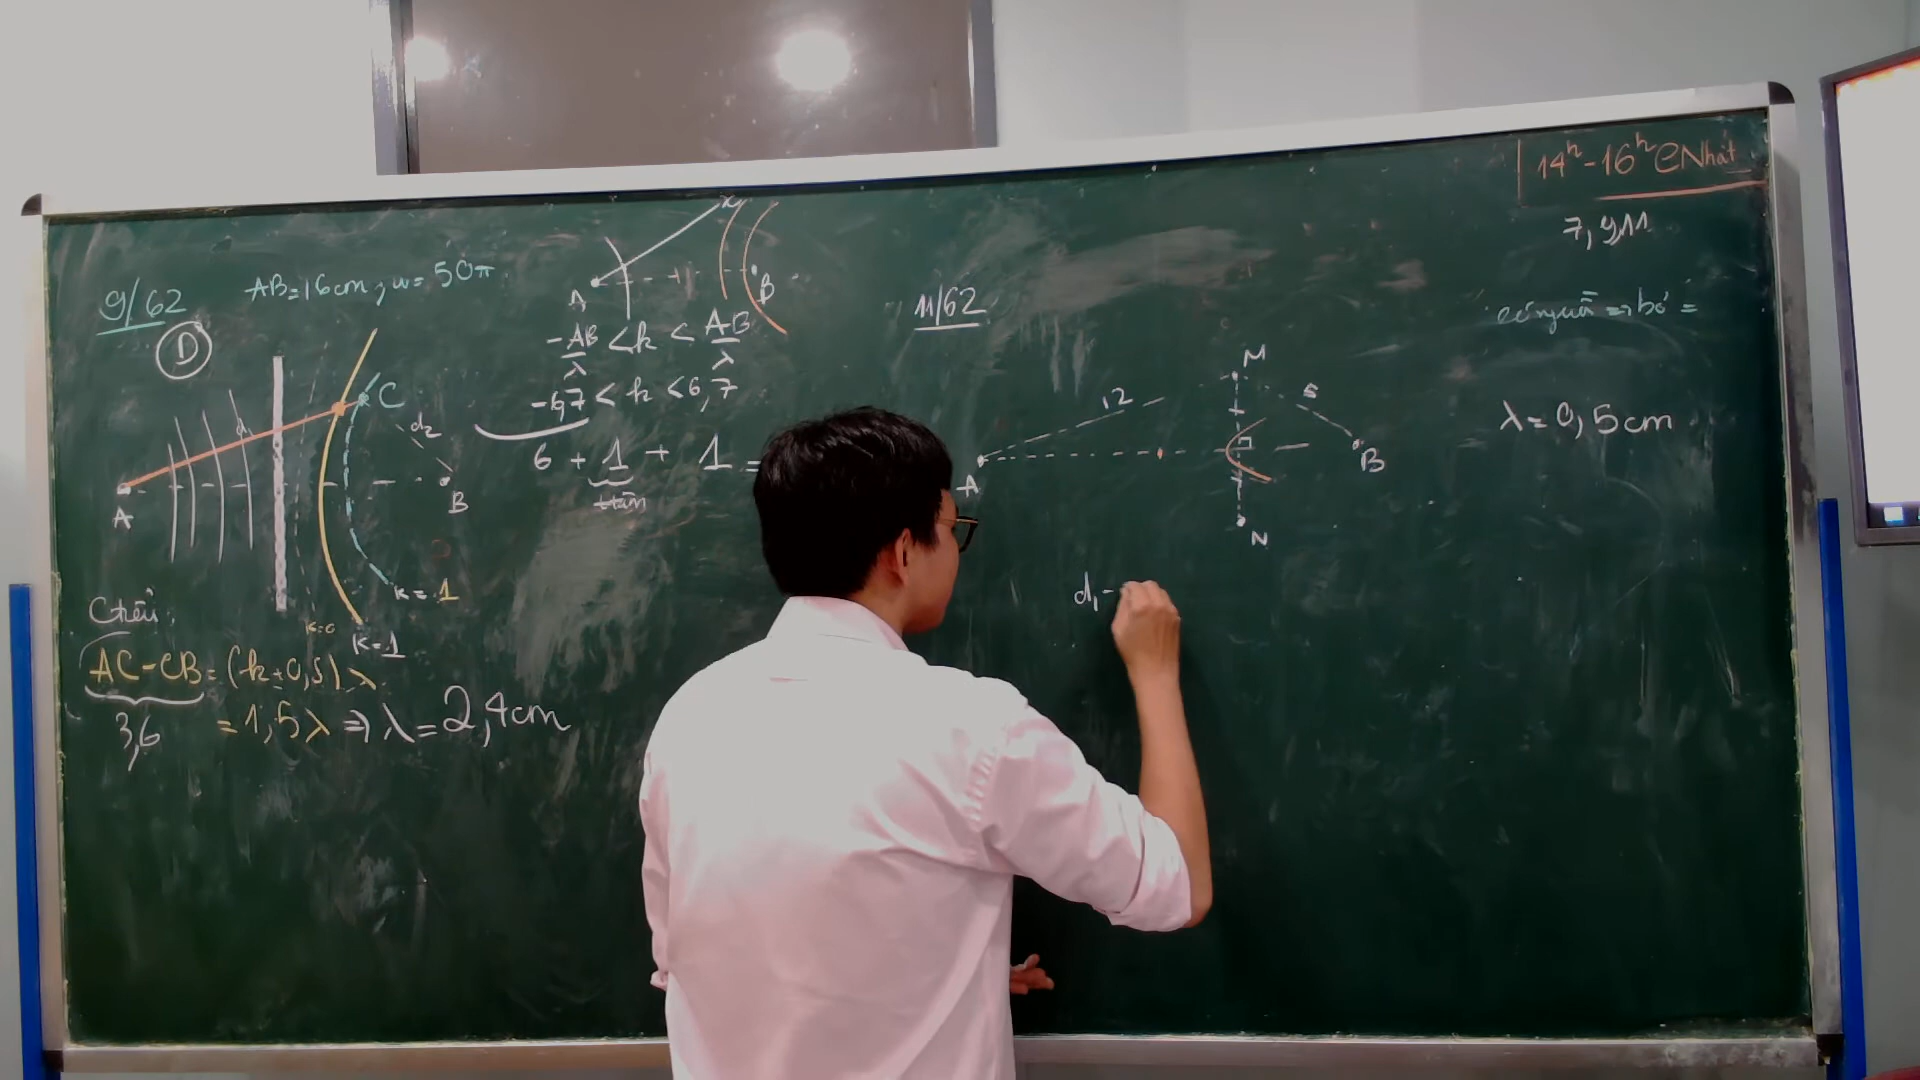 14h - 16h CNhật
7, 9, 11
9/62
AB = 16cm, ω = 50π
D
A
B
-AB/λ < k < AB/λ
-6,7 < k < 6,7
6 + 1 + 1 =
C
d2
A
B
k = 1
k=0
k=1
AC - CB = (k + 0,5)λ
3,6 = 1,5λ ⇒ λ = 2,4cm
11/62
M
12
A
B
N
λ = 0,5cm
d1 -